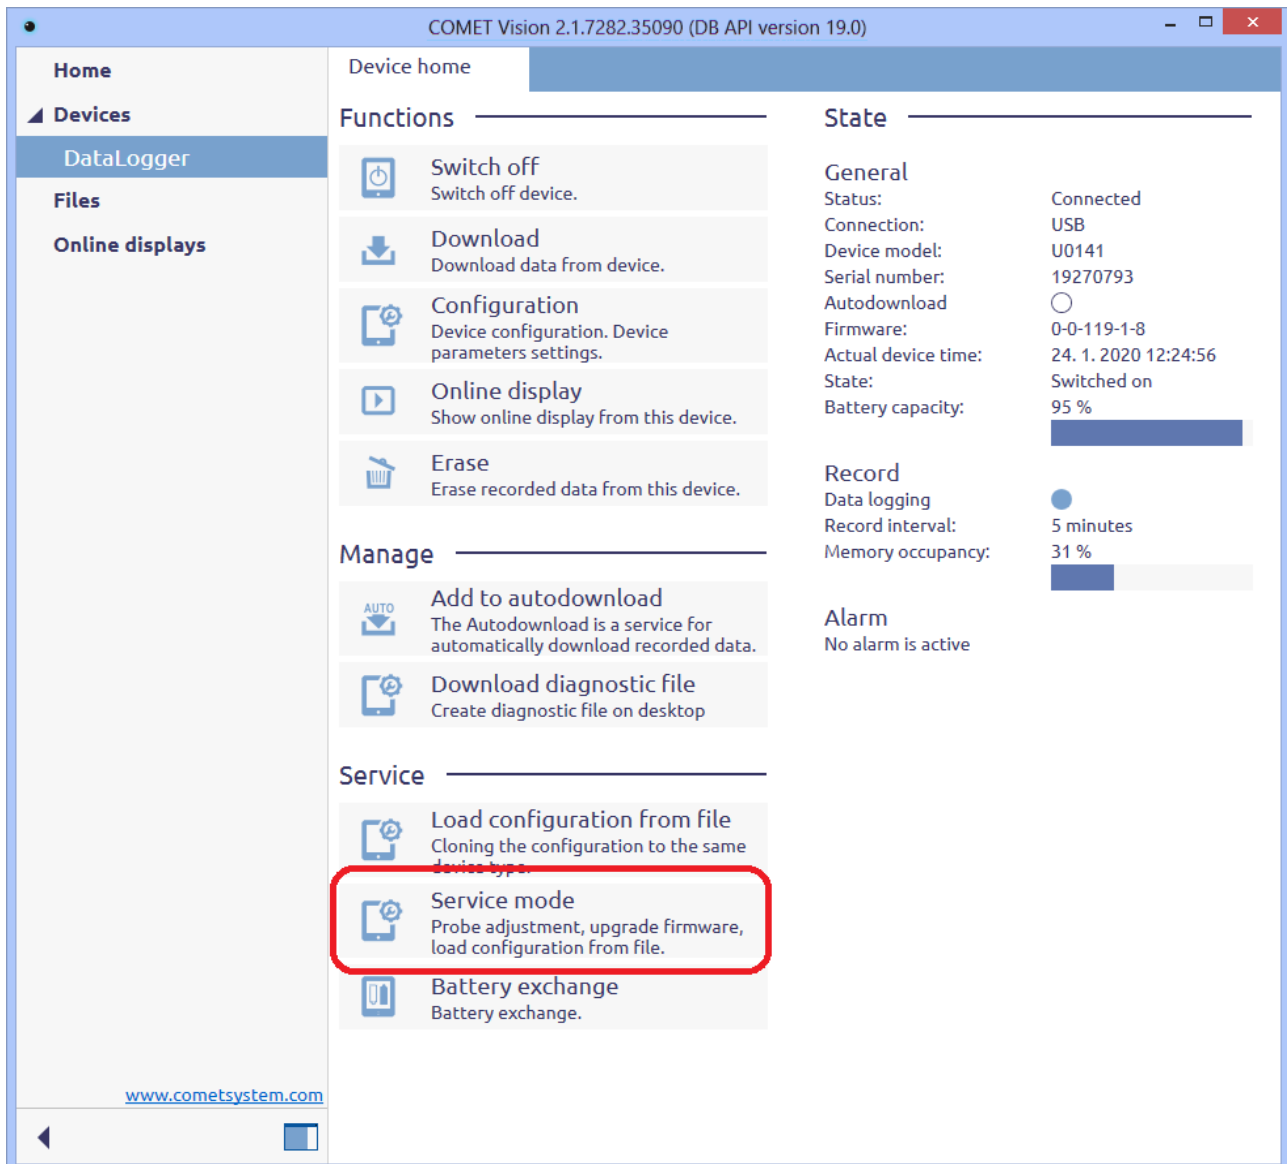 COMET Vision 2.1.7282.35090 (DB API version 19.0)
Home
Devices
DataLogger
Files
Online displays
www.cometsystem.com
Device home
Functions
Switch off
Switch off device.
Download
Download data from device.
Configuration
Device configuration. Device
parameters settings.
Online display
Show online display from this device.
Erase
Erase recorded data from this device.
Manage
AUTO
Add to autodownload
The Autodownload is a service for
automatically download recorded data.
Download diagnostic file
Create diagnostic file on desktop
Service
Load configuration from file
Cloning the configuration to the same
device type.
Service mode
Probe adjustment, upgrade firmware,
load configuration from file.
Battery exchange
Battery exchange.
State
General
Status: Connected
Connection: USB
Device model: U0141
Serial number: 19270793
Autodownload
Firmware: 0-0-119-1-8
Actual device time: 24. 1. 2020 12:24:56
State: Switched on
Battery capacity: 95 %
Record
Data logging
Record interval: 5 minutes
Memory occupancy: 31 %
Alarm
No alarm is active